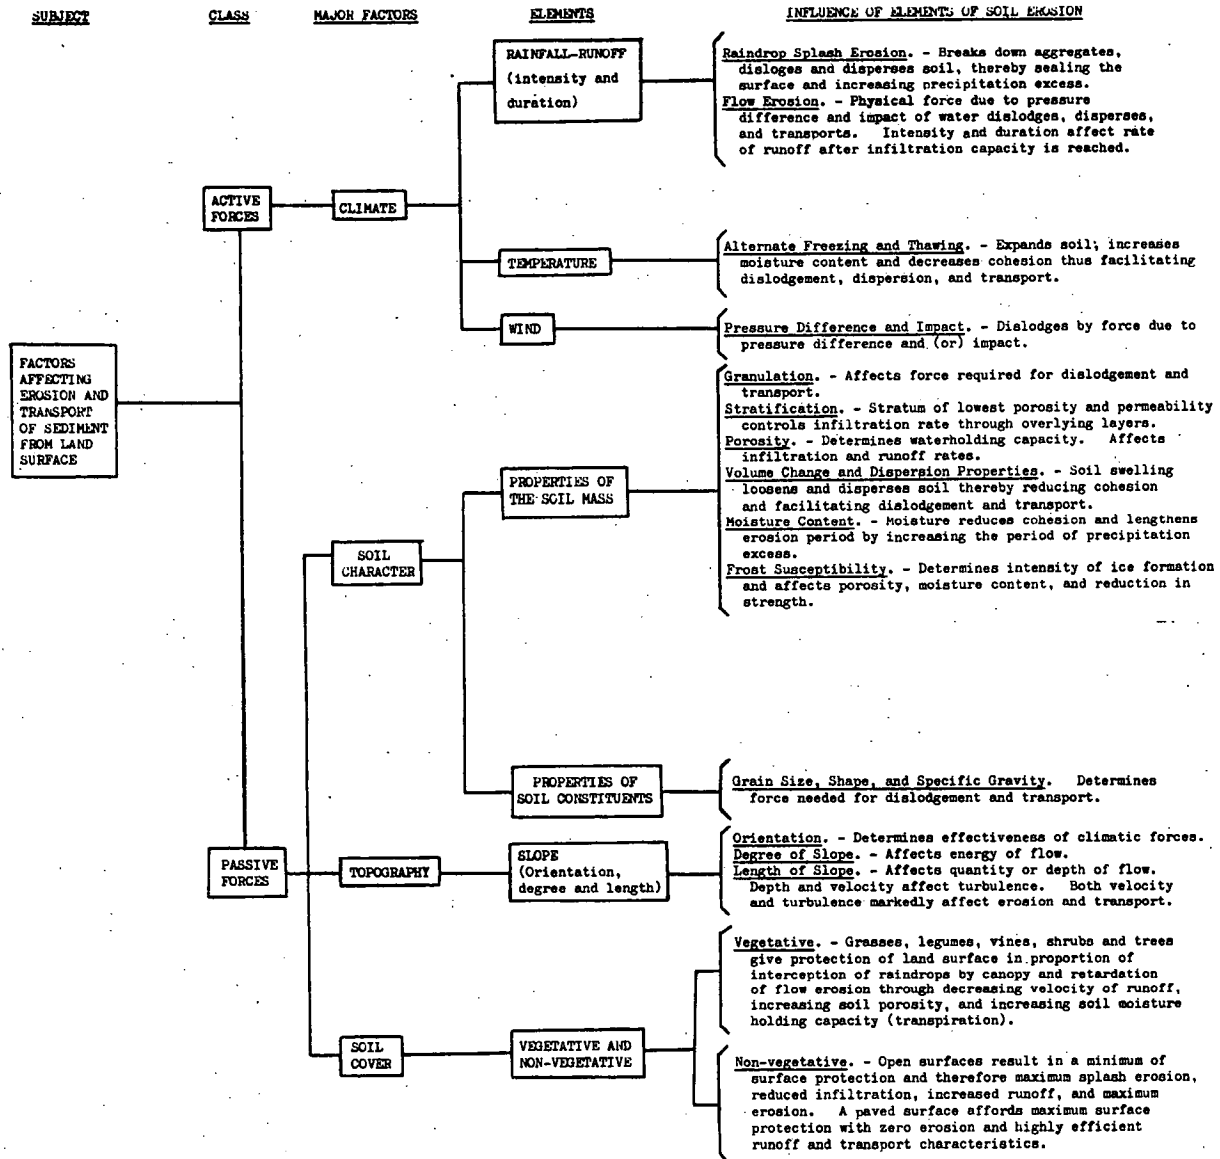 SUBJECT
CLASS
MAJOR FACTORS
ELEMENTS
INFLUENCE OF ELEMENTS OF SOIL EROSION
FACTORS
AFFECTING
EROSION AND
TRANSPORT
OF SEDIMENT
FROM LAND
SURFACE
ACTIVE
FORCES
CLIMATE
RAINFALL-RUNOFF
(intensity and
duration)
Raindrop Splash Erosion. - Breaks down aggregates,
disloges and disperses soil, thereby sealing the
surface and increasing precipitation excess.
Flow Erosion. - Physical force due to pressure
difference and impact of water dislodges, disperses,
and transports. Intensity and duration affect rate
of runoff after infiltration capacity is reached.
TEMPERATURE
Alternate Freezing and Thawing. - Expands soil, increases
moisture content and decreases cohesion thus facilitating
dislodgement, dispersion, and transport.
WIND
Pressure Difference and Impact. - Dislodges by force due to
pressure difference and (or) impact.
PASSIVE
FORCES
SOIL
CHARACTER
PROPERTIES OF
THE SOIL MASS
Granulation. - Affects force required for dislodgement and
transport.
Stratification. - Stratum of lowest porosity and permeability
controls infiltration rate through overlying layers.
Porosity. - Determines waterholding capacity. Affects
infiltration and runoff rates.
Volume Change and Dispersion Properties. - Soil swelling
loosens and disperses soil thereby reducing cohesion
and facilitating dislodgement and transport.
Moisture Content. - Moisture reduces cohesion and lengthens
erosion period by increasing the period of precipitation
excess.
Frost Susceptibility. - Determines intensity of ice formation
and affects porosity, moisture content, and reduction in
strength.
PROPERTIES OF
SOIL CONSTITUENTS
Grain Size, Shape, and Specific Gravity. Determines
force needed for dislodgement and transport.
TOPOGRAPHY
SLOPE
(Orientation,
degree and length)
Orientation. - Determines effectiveness of climatic forces.
Degree of Slope. - Affects energy of flow.
Length of Slope. - Affects quantity or depth of flow.
Depth and velocity affect turbulence. Both velocity
and turbulence markedly affect erosion and transport.
SOIL
COVER
VEGETATIVE AND
NON-VEGETATIVE
Vegetative. - Grasses, legumes, vines, shrubs and trees
give protection of land surface in proportion of
interception of raindrops by canopy and retardation
of flow erosion through decreasing velocity of runoff,
increasing soil porosity, and increasing soil moisture
holding capacity (transpiration).
Non-vegetative. - Open surfaces result in a minimum of
surface protection and therefore maximum splash erosion,
reduced infiltration, increased runoff, and maximum
erosion. A paved surface affords maximum surface
protection with zero erosion and highly efficient
runoff and transport characteristics.